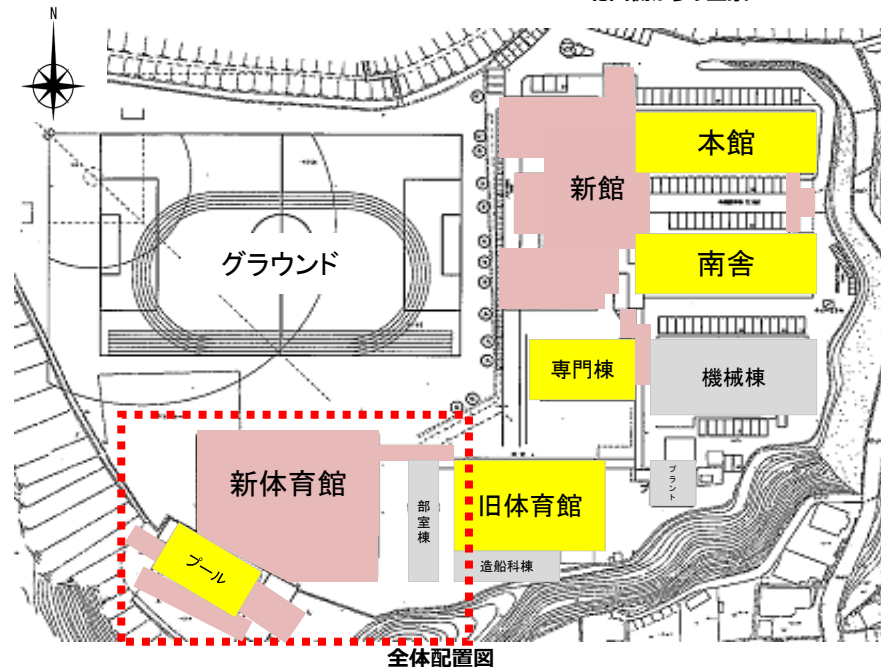 N
本館
新館
グラウンド
南舎
専門棟
機械棟
新体育館
部室棟
旧体育館
プラント
プール
造船科棟
全体配置図